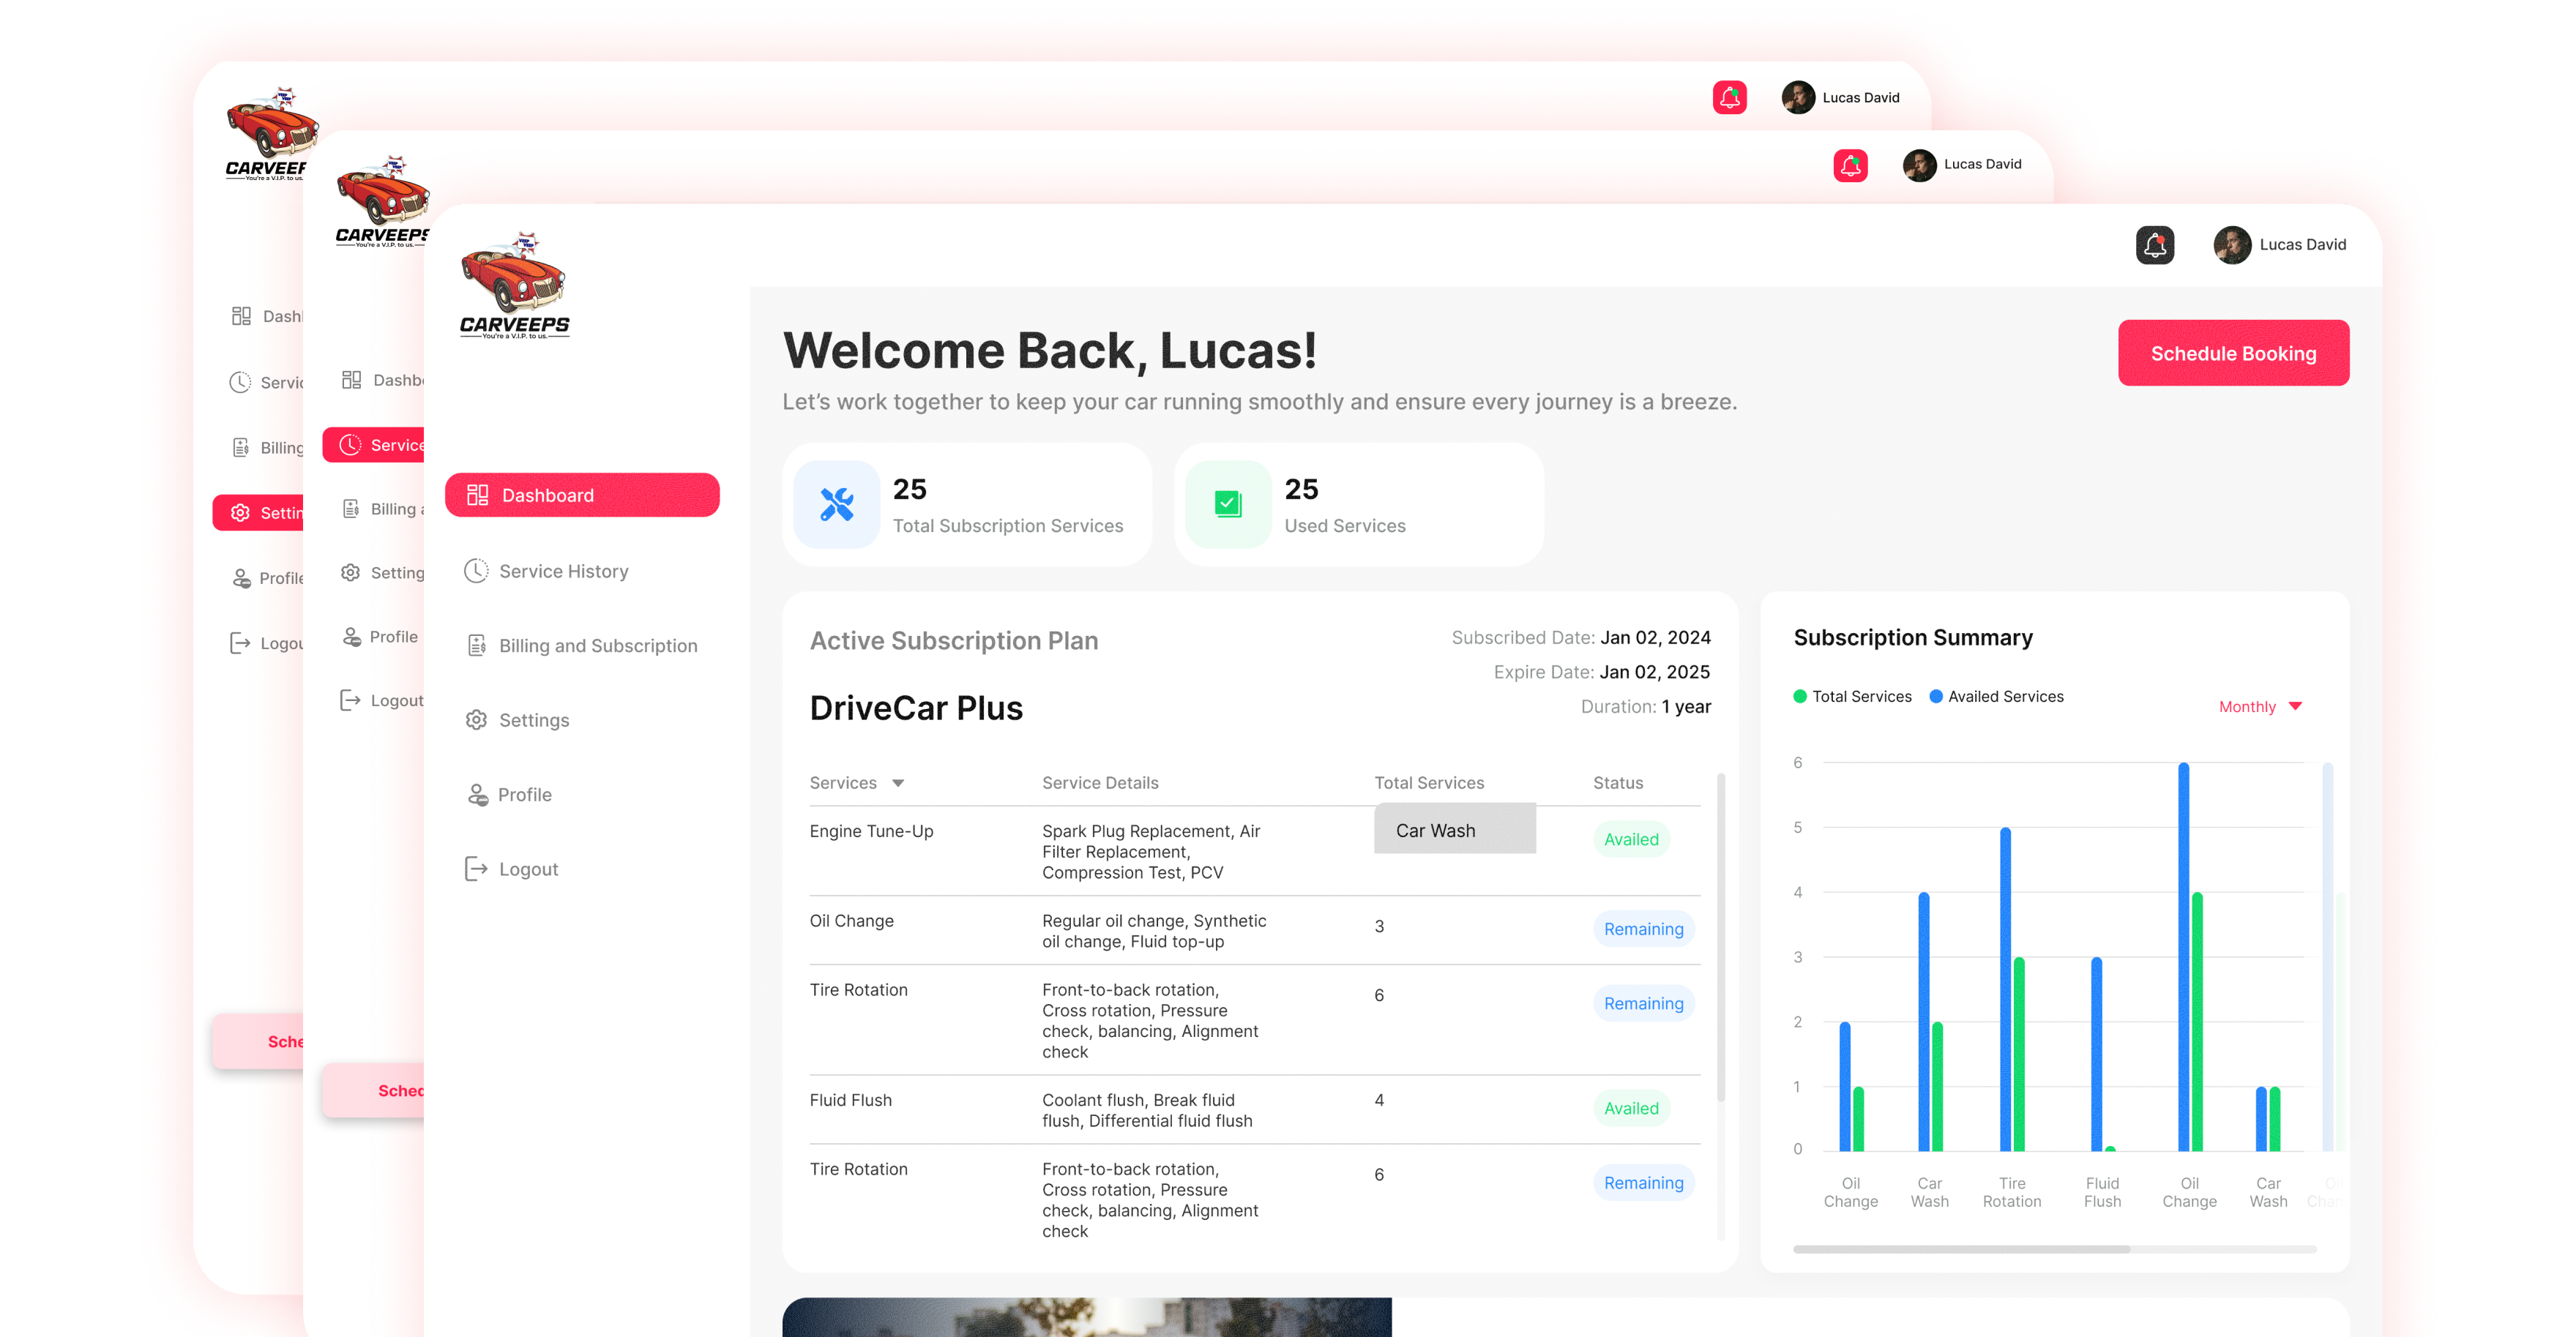 VEEP VEEP
CARVEEP
You're a V.I.P. to us.
Lucas David
Dash
Servic
Billing
Settin
Profile
Logou
Sche
VEEP VEEP
CARVEEPS
You're a V.I.P. to us.
Lucas David
Dashb
Service
Billing a
Setting
Profile
Logout
Sched
VEEP VEEP
CARVEEPS
You're a V.I.P. to us.
Lucas David
Dashboard
Service History
Billing and Subscription
Settings
Profile
Logout
Welcome Back, Lucas!
Let's work together to keep your car running smoothly and ensure every journey is a breeze.
Schedule Booking
25
Total Subscription Services
25
Used Services
Active Subscription Plan
DriveCar Plus
Subscribed Date: Jan 02, 2024
Expire Date: Jan 02, 2025
Duration: 1 year
Services Service Details Total Services Status
Engine Tune-Up
Spark Plug Replacement, Air
Filter Replacement,
Compression Test, PCV
Car Wash
Availed
Oil Change
Regular oil change, Synthetic
oil change, Fluid top-up
3
Remaining
Tire Rotation
Front-to-back rotation,
Cross rotation, Pressure
check, balancing, Alignment
check
6
Remaining
Fluid Flush
Coolant flush, Break fluid
flush, Differential fluid flush
4
Availed
Tire Rotation
Front-to-back rotation,
Cross rotation, Pressure
check, balancing, Alignment
check
6
Remaining
Subscription Summary
Total Services Availed Services
Monthly
6
5
4
3
2
1
0
Oil
Change
Car
Wash
Tire
Rotation
Fluid
Flush
Oil
Change
Car
Wash
Oi
Chan